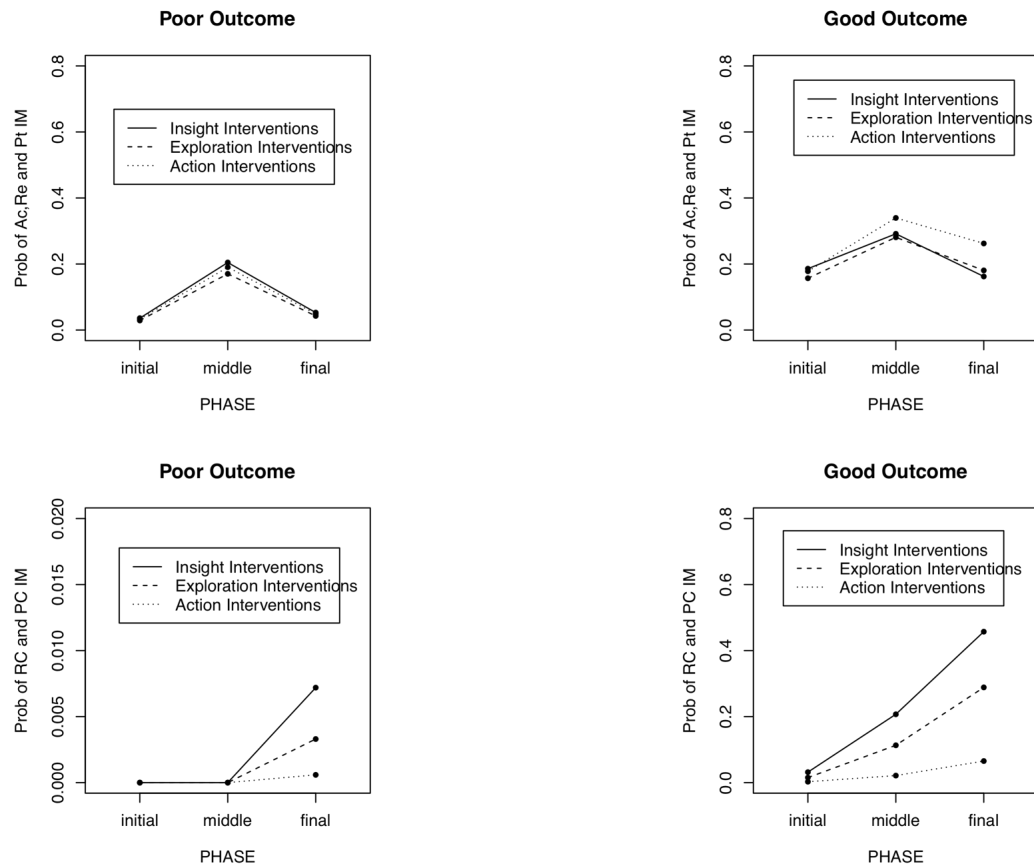 Poor Outcome
Prob of Ac,Re and Pt IM
0.8
0.6
0.4
0.2
0.0
Insight Interventions
Exploration Interventions
Action Interventions
initial middle final
PHASE
Good Outcome
Prob of Ac,Re and Pt IM
0.8
0.6
0.4
0.2
0.0
Insight Interventions
Exploration Interventions
Action Interventions
initial middle final
PHASE
Poor Outcome
Prob of RC and PC IM
0.020
0.015
0.010
0.005
0.000
Insight Interventions
Exploration Interventions
Action Interventions
initial middle final
PHASE
Good Outcome
Prob of RC and PC IM
0.8
0.6
0.4
0.2
0.0
Insight Interventions
Exploration Interventions
Action Interventions
initial middle final
PHASE